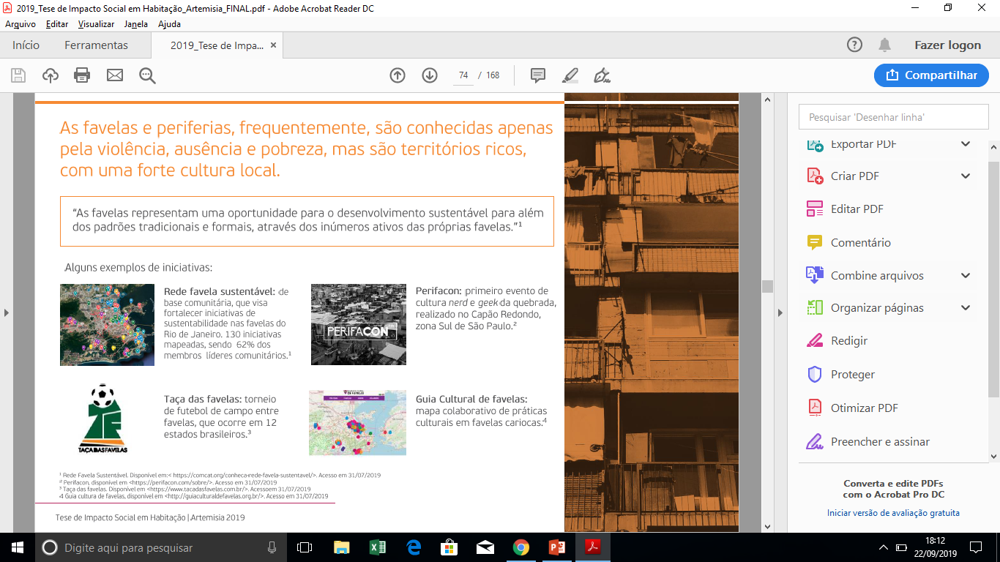 2019_Tese de Impacto Social em Habitação_Artemisia_FINAL.pdf - Adobe Acrobat Reader DC
Arquivo Editar Visualizar Janela Ajuda
Início Ferramentas 2019_Tese de Impa... × Fazer logon
74 / 168 Compartilhar
As favelas e periferias, frequentemente, são conhecidas apenas
pela violência, ausência e pobreza, mas são territórios ricos,
com uma forte cultura local.
“As favelas representam uma oportunidade para o desenvolvimento sustentável para além
dos padrões tradicionais e formais, através dos inúmeros ativos das próprias favelas.”¹
Alguns exemplos de iniciativas:
Rede favela sustentável: de
base comunitária, que visa
fortalecer iniciativas de
sustentabilidade nas favelas do
Rio de Janeiro. 130 iniciativas
mapeadas, sendo 62% dos
membros líderes comunitários.¹
PERIFACON
Perifacon: primeiro evento de
cultura nerd e geek da quebrada,
realizado no Capão Redondo,
zona Sul de São Paulo.²
TAÇA DAS FAVELAS
Taça das favelas: torneio
de futebol de campo entre
favelas, que ocorre em 12
estados brasileiros.³
Guia Cultural de favelas:
mapa colaborativo de práticas
culturais em favelas cariocas.⁴
¹ Rede Favela Sustentável. Disponível em:< https://comcat.org/conheca-rede-favela-sustentavel/>. Acesso em 31/07/2019
² Perifacon, disponível em <https://perifacon.com/sobre/>. Acesso em 31/07/2019
³ Taça das favelas. Disponível em <https://www.tacadasfavelas.com.br/>. Acessoem 31/07/2019
4 Guia cultura de favelas, disponível em <http://guiaculturaldefavelas.org.br/>. Acesso em 31/07/2019
Tese de Impacto Social em Habitação | Artemisia 2019
Pesquisar 'Desenhar linha'
Exportar PDF
Criar PDF
Editar PDF
Comentário
Combine arquivos
Organizar páginas
Redigir
Proteger
Otimizar PDF
Preencher e assinar
Converta e edite PDFs
com o Acrobat Pro DC
Iniciar versão de avaliação gratuita
Digite aqui para pesquisar
18:12
22/09/2019